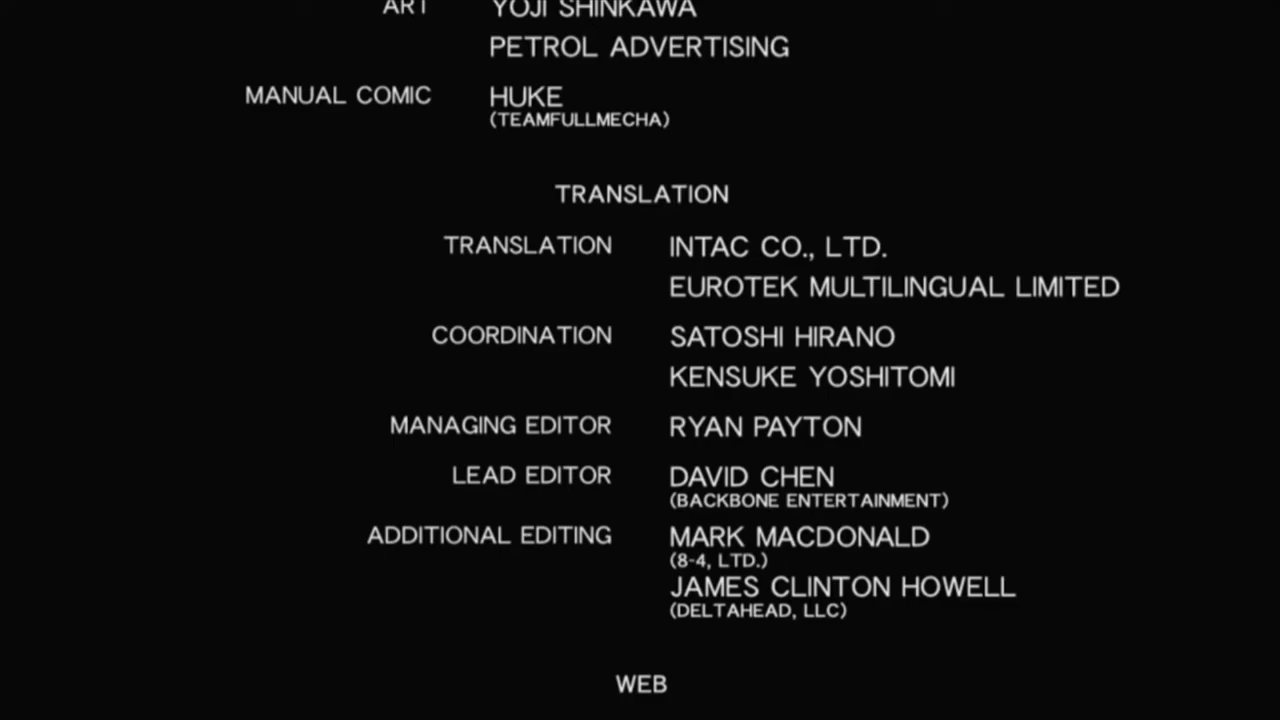 ART YOJI SHINKAWA
PETROL ADVERTISING
MANUAL COMIC HUKE
(TEAMFULLMECHA)
TRANSLATION
TRANSLATION INTAC CO., LTD.
EUROTEK MULTILINGUAL LIMITED
COORDINATION SATOSHI HIRANO
KENSUKE YOSHITOMI
MANAGING EDITOR RYAN PAYTON
LEAD EDITOR DAVID CHEN
(BACKBONE ENTERTAINMENT)
ADDITIONAL EDITING MARK MACDONALD
(8-4, LTD.)
JAMES CLINTON HOWELL
(DELTAHEAD, LLC)
WEB